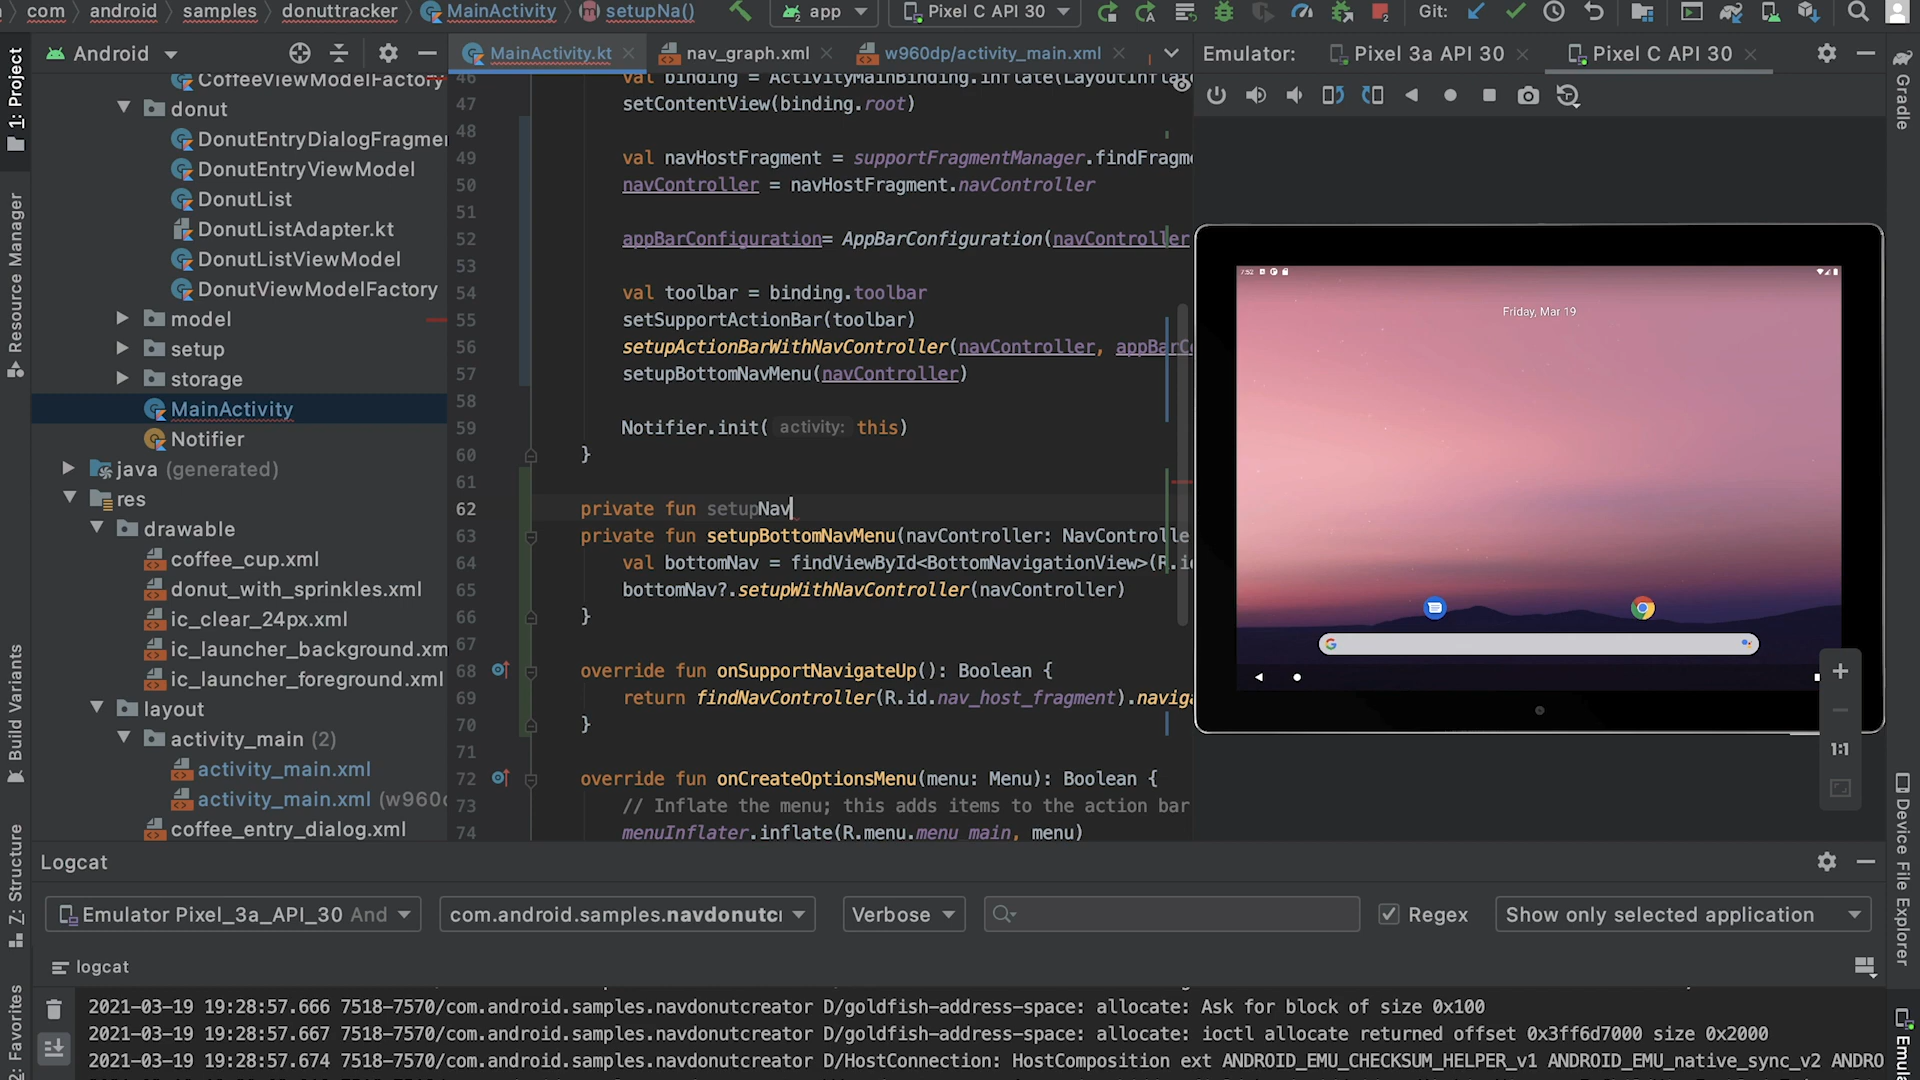 com android samples donuttracker MainActivity setupNa() app Pixel C API 30 Git:
1: Project
Resource Manager
Build Variants
Z: Structure
2: Favorites
Android
CoffeeViewModelFactory
donut
DonutEntryViewModel
DonutList
DonutListAdapter.kt
DonutListViewModel
DonutViewModelFactory
model
setup
storage
MainActivity
Notifier
java (generated)
res
drawable
coffee_cup.xml
donut_with_sprinkles.xml
ic_clear_24px.xml
ic_launcher_background.xm
ic_launcher_foreground.xml
layout
activity_main (2)
activity_main.xml
activity_main.xml (w960d
coffee_entry_dialog.xml
MainActivity.kt nav_graph.xml w960dp/activity_main.xml
46 val binding = ActivityMainBinding.inflate(LayoutInflat
47 setContentView(binding.root)
48
49 val navHostFragment = supportFragmentManager.findFragm
50 navController = navHostFragment.navController
51
52 appBarConfiguration= AppBarConfiguration(navController
53
54 val toolbar = binding.toolbar
55 setSupportActionBar(toolbar)
56 setupActionBarWithNavController(navController, appBarC
57 setupBottomNavMenu(navController)
58
59 Notifier.init( activity: this)
60 }
61
62 private fun setupNav
63 private fun setupBottomNavMenu(navController: NavControlle
64 val bottomNav = findViewById<BottomNavigationView>(R.i
65 bottomNav?.setupWithNavController(navController)
66 }
67
68 override fun onSupportNavigateUp(): Boolean {
69 return findNavController(R.id.nav_host_fragment).navig
70 }
71
72 override fun onCreateOptionsMenu(menu: Menu): Boolean {
73 // Inflate the menu; this adds items to the action bar
74 menuInflater.inflate(R.menu.menu_main, menu)
Emulator: Pixel 3a API 30 Pixel C API 30
7:52
Friday, Mar 19
1:1
Gradle
Device File Explorer
Emula
Logcat
Emulator Pixel_3a_API_30 And com.android.samples.navdonutcr Verbose Regex Show only selected application
logcat
2021-03-19 19:28:57.666 7518-7570/com.android.samples.navdonutcreator D/goldfish-address-space: allocate: Ask for block of size 0x100
2021-03-19 19:28:57.667 7518-7570/com.android.samples.navdonutcreator D/goldfish-address-space: allocate: ioctl allocate returned offset 0x3ff6d7000 size 0x2000
2021-03-19 19:28:57.674 7518-7570/com.android.samples.navdonutcreator D/HostConnection: HostComposition ext ANDROID_EMU_CHECKSUM_HELPER_v1 ANDROID_EMU_native_sync_v2 ANDRO